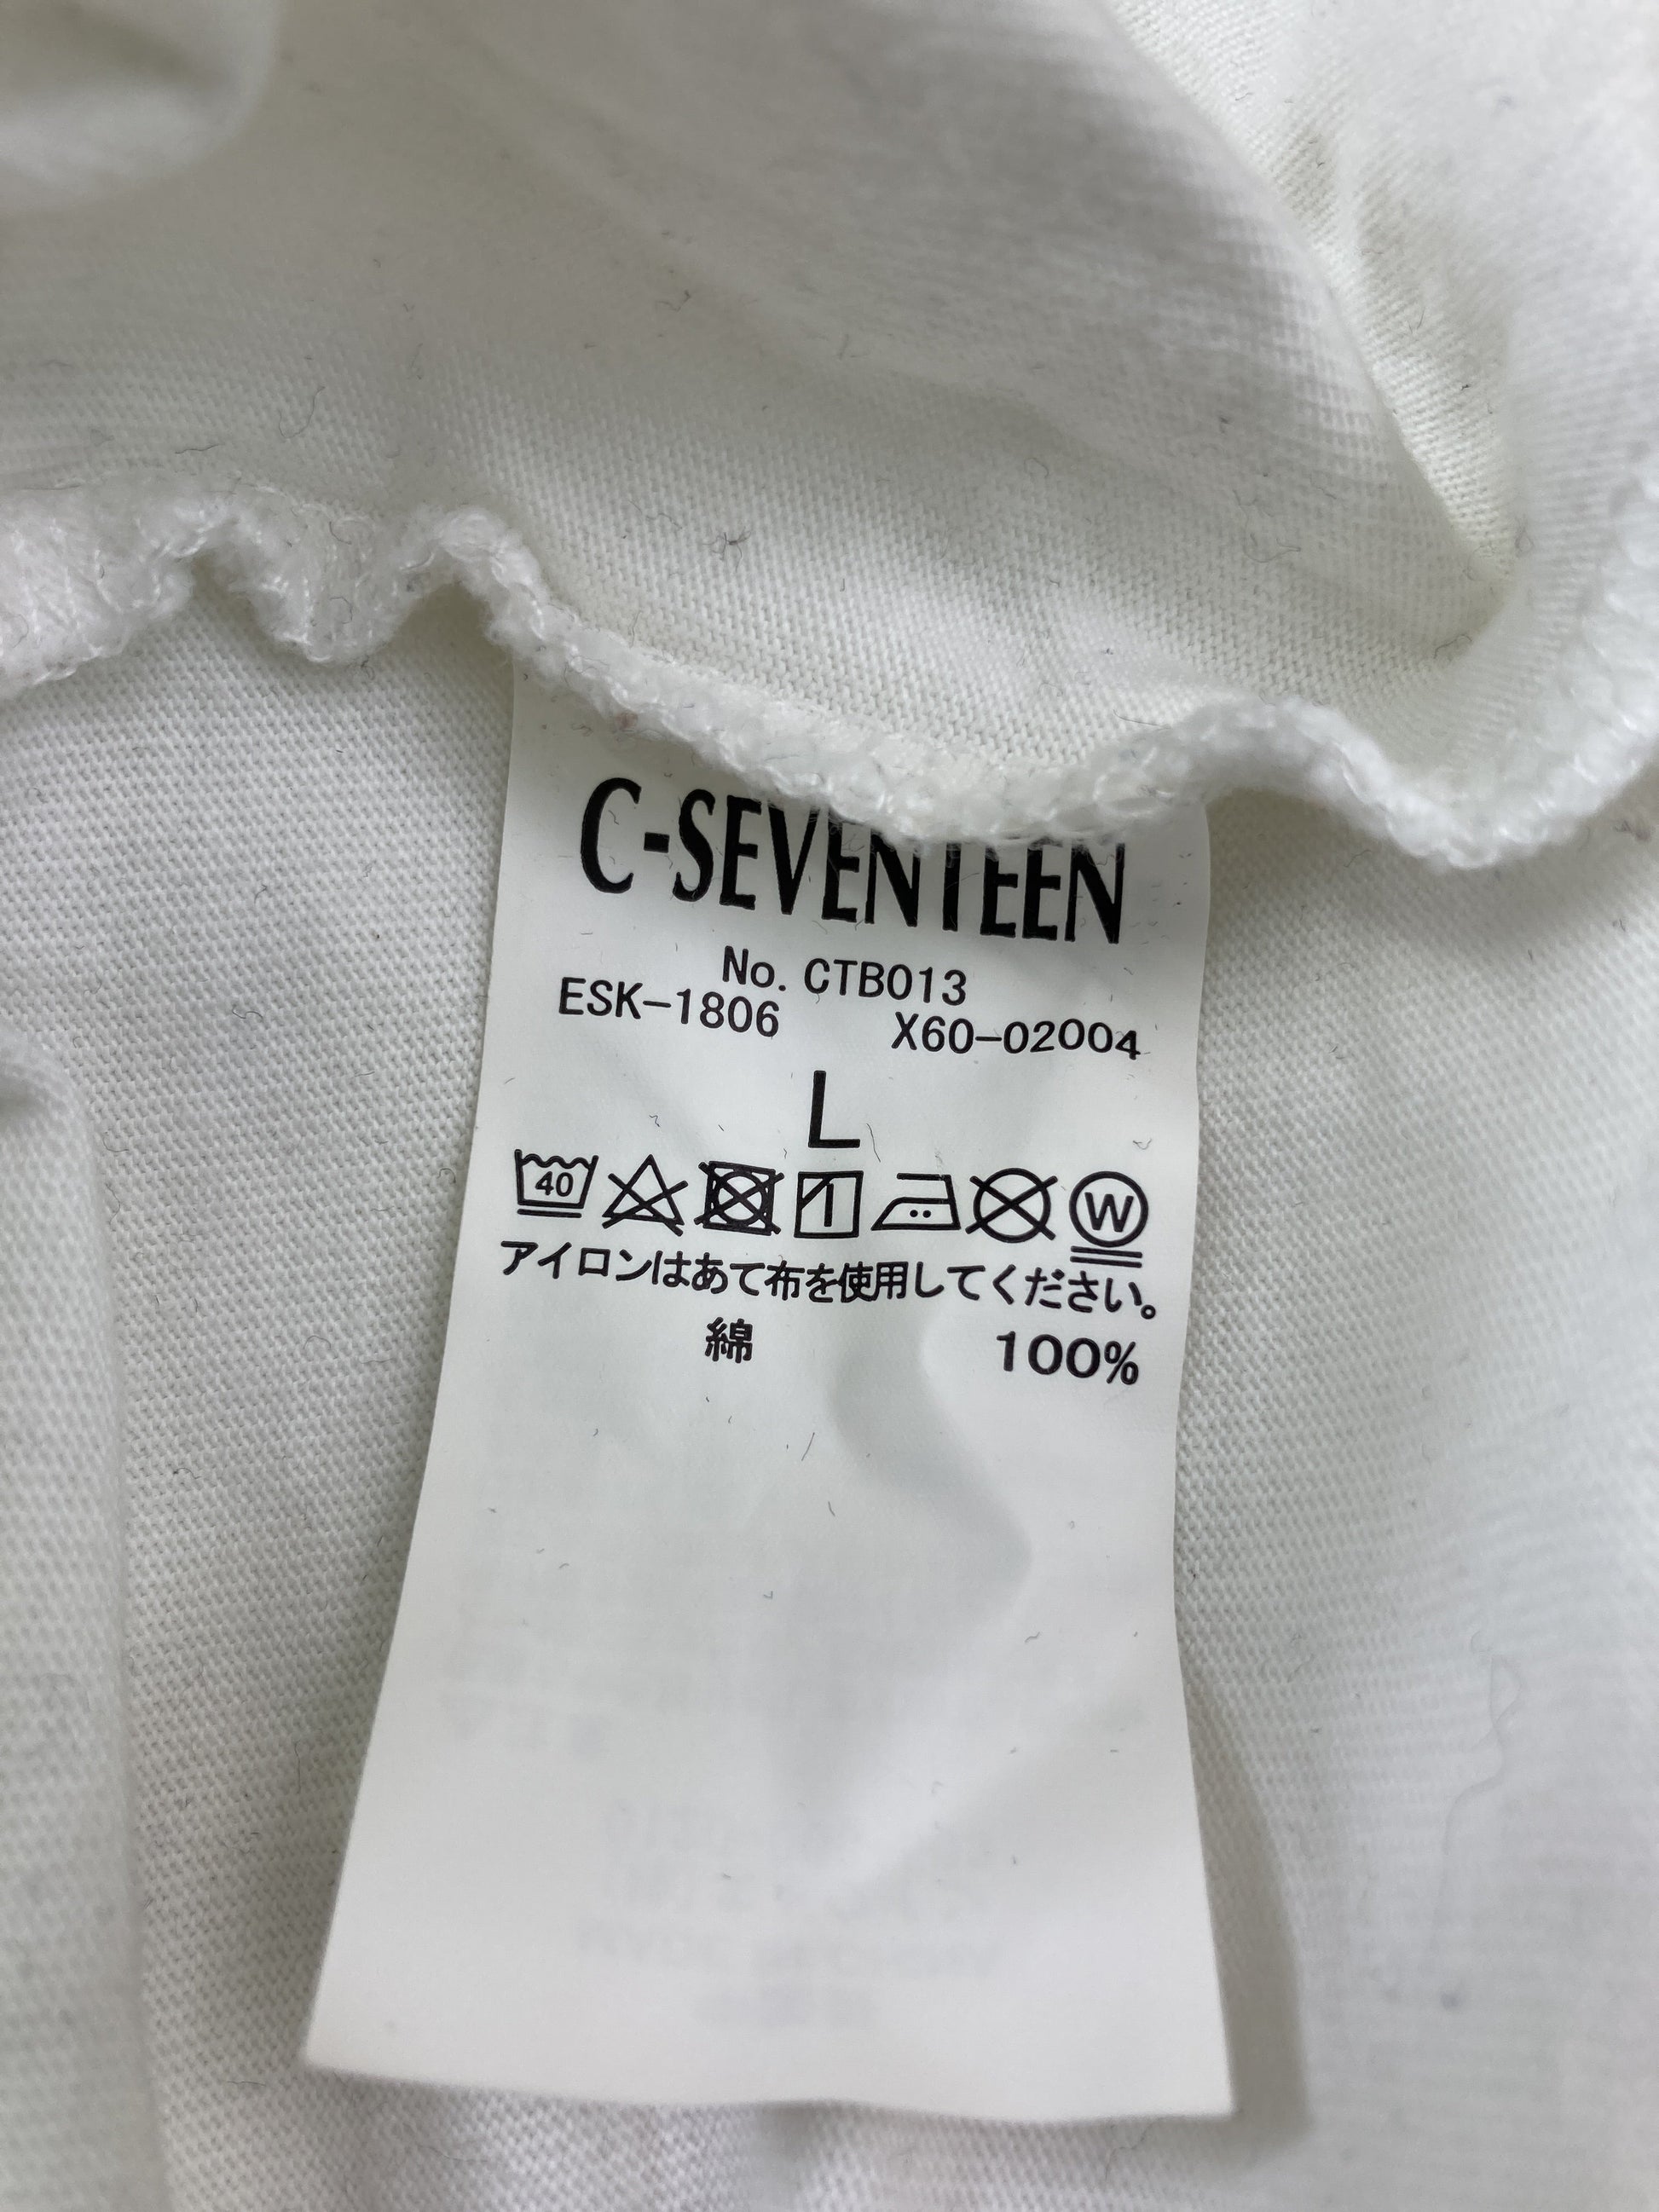 C-SEVENTEEN
No. CTB013
ESK-1806 X60-02004
L
40 W
アイロンはあて布を使用してください。
綿 100%